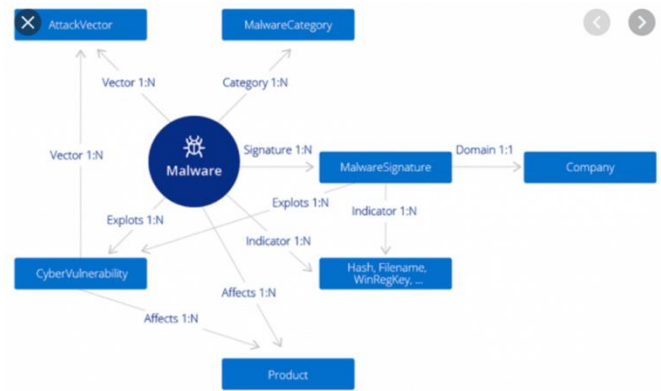 AttackVector
MalwareCategory
Vector 1:N
Category 1:N
Vector 1:N
Malware
Signature 1:N
MalwareSignature
Domain 1:1
Company
Explots 1:N
Explots 1:N
Indicator 1:N
Indicator 1:N
CyberVulnerability
Hash, Filename,
WinRegKey, ...
Affects 1:N
Affects 1:N
Product